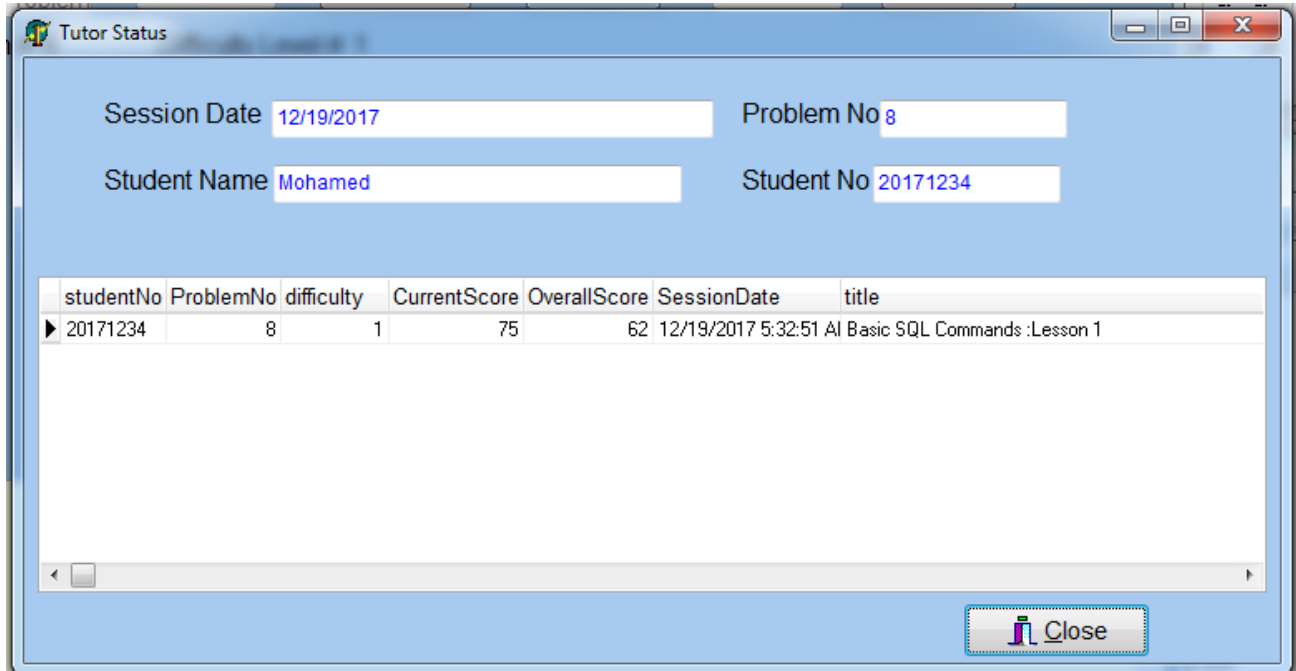 Tutor Status
Session Date 12/19/2017 Problem No 8
Student Name Mohamed Student No 20171234
studentNo ProblemNo difficulty CurrentScore OverallScore SessionDate title
20171234 8 1 75 62 12/19/2017 5:32:51 Basic SQL Commands :Lesson 1
Close